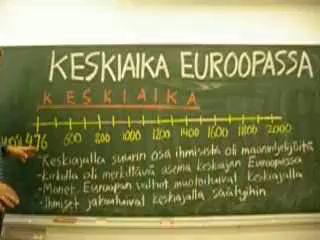 KESKIAIKA EUROOPASSA
KESKIAIKA
476 600 800 1000 1200 1400 1600 1800 2000
-Keskiajalla suurin osa ihmisistä oli maanviljelijöitä
-Kirkolla oli merkittävä asema keskiajan Euroopassa
-Monet Euroopan valtiot muotoutuivat keskiajalla
-Ihmiset jakautuivat keskiajalla säätyihin